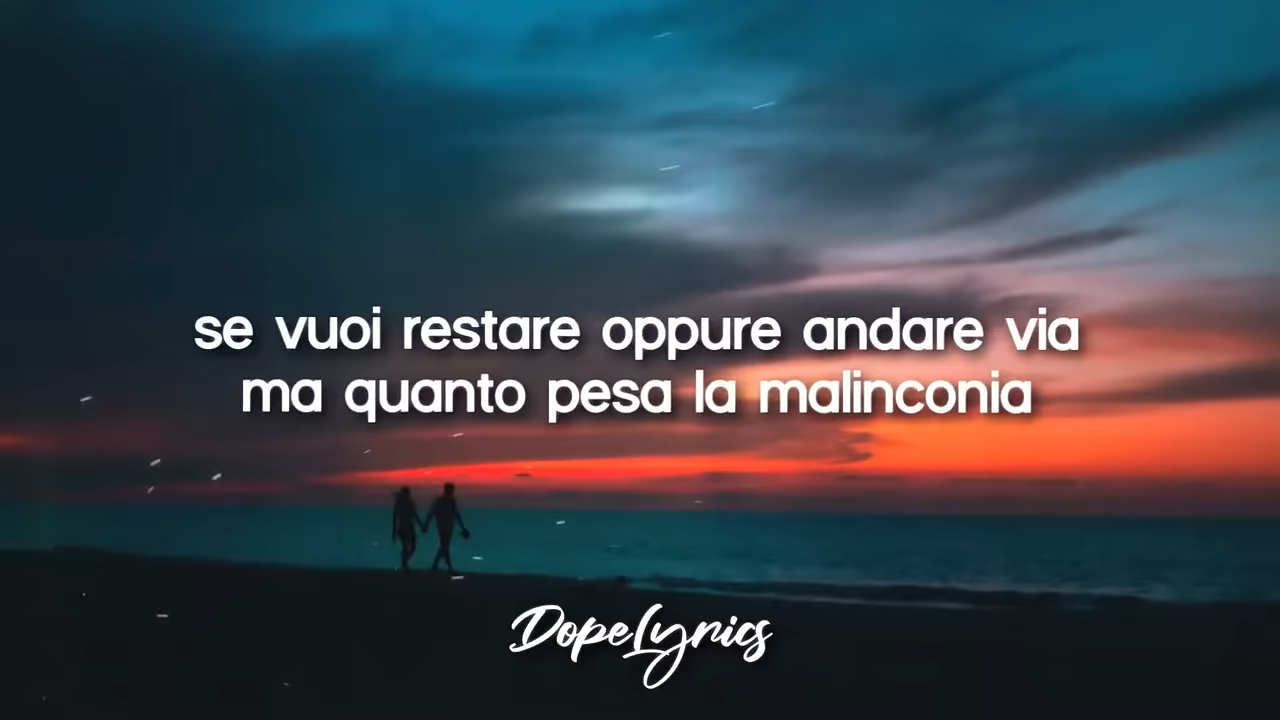 se vuoi restare oppure andare via
ma quanto pesa la malinconia
DopeLyrics